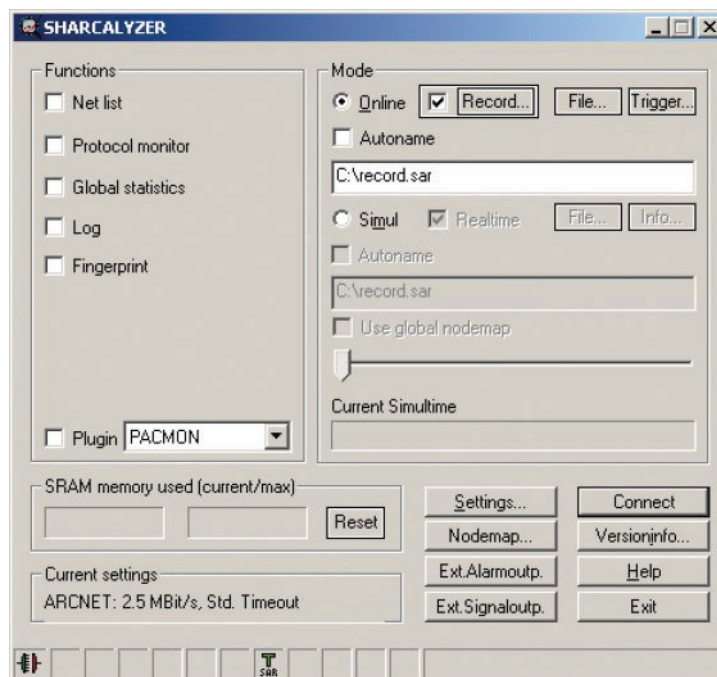 SHARCALYZER
Functions
Net list
Protocol monitor
Global statistics
Log
Fingerprint
Plugin PACMON
Mode
Online Record... File... Trigger...
Autoname
C:\record.sar
Simul Realtime File... Info...
Autoname
C:\record.sar
Use global nodemap
Current Simultime
SRAM memory used (current/max)
Reset
Current settings
ARCNET: 2.5 MBit/s, Std. Timeout
Settings... Connect
Nodemap... Versioninfo...
Ext.Alarmoutp. Help
Ext.Signaloutp. Exit
T
SAR